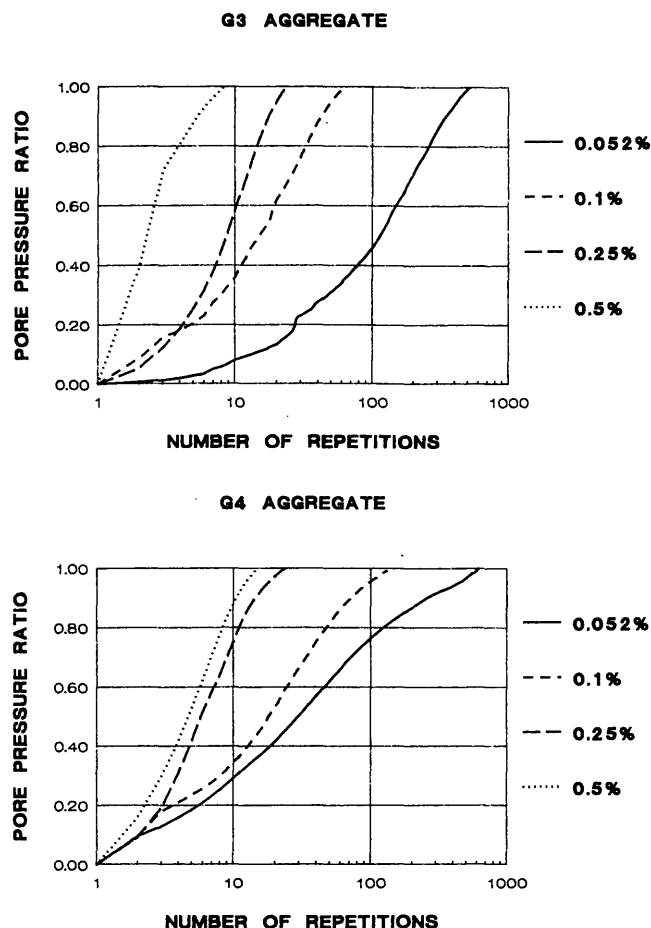 G3 AGGREGATE
PORE PRESSURE RATIO
1.00
0.80
0.60
0.40
0.20
0.00
1 10 100 1000
NUMBER OF REPETITIONS
0.052%
0.1%
0.25%
0.5%
G4 AGGREGATE
PORE PRESSURE RATIO
1.00
0.80
0.60
0.40
0.20
0.00
1 10 100 1000
NUMBER OF REPETITIONS
0.052%
0.1%
0.25%
0.5%